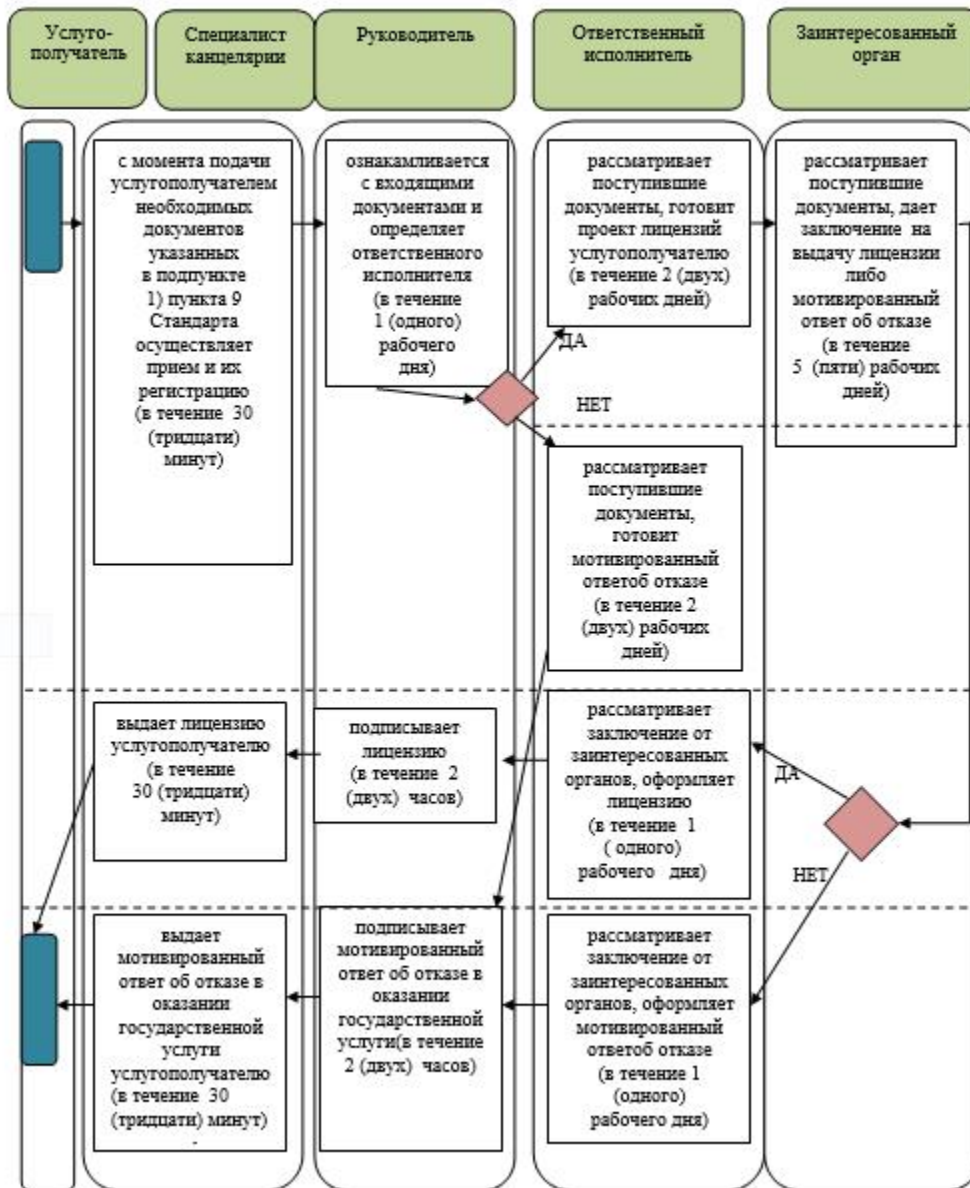 Услуго-
получатель
Специалист
канцелярии
Руководитель
Ответственный
исполнитель
Заинтересованный
орган
с момента подачи
услугополучателем
необходимых
документов
указанных
в подпункте
1) пункта 9
Стандарта
осуществляет
прием и их
регистрацию
(в течение 30
(тридцати)
минут)
ознакамливается
с входящими
документами и
определяет
ответственного
исполнителя
(в течение
1 (одного)
рабочего
дня)
рассматривает
поступившие
документы, готовит
проект лицензий
услугополучателю
(в течение 2 (двух)
рабочих дней)
рассматривает
поступившие
документы, дает
заключение на
выдачу лицензии
либо
мотивированный
ответ об отказе
(в течение
5 (пяти) рабочих
дней)
ДА
НЕТ
рассматривает
поступившие
документы,
готовит
мотивированный
ответоб отказе
(в течение 2
(двух) рабочих
дней)
выдает лицензию
услугополучателю
(в течение
30 (тридцати)
минут)
подписывает
лицензию
(в течение 2
(двух) часов)
рассматривает
заключение от
заинтересованных
органов, оформляет
лицензию
(в течение 1
( одного)
рабочего дня)
ДА
НЕТ
выдает
мотивированный
ответ об отказе в
оказании
государственной
услуги
услугополучателю
(в течение 30
(тридцати) минут)
.
подписывает
мотивированный
ответ об отказе в
оказании
государственной
услуги(в течение
2 (двух) часов)
рассматривает
заключение от
заинтересованных
органов, оформляет
мотивированный
ответоб отказе
(в течение 1
(одного)
рабочего дня)